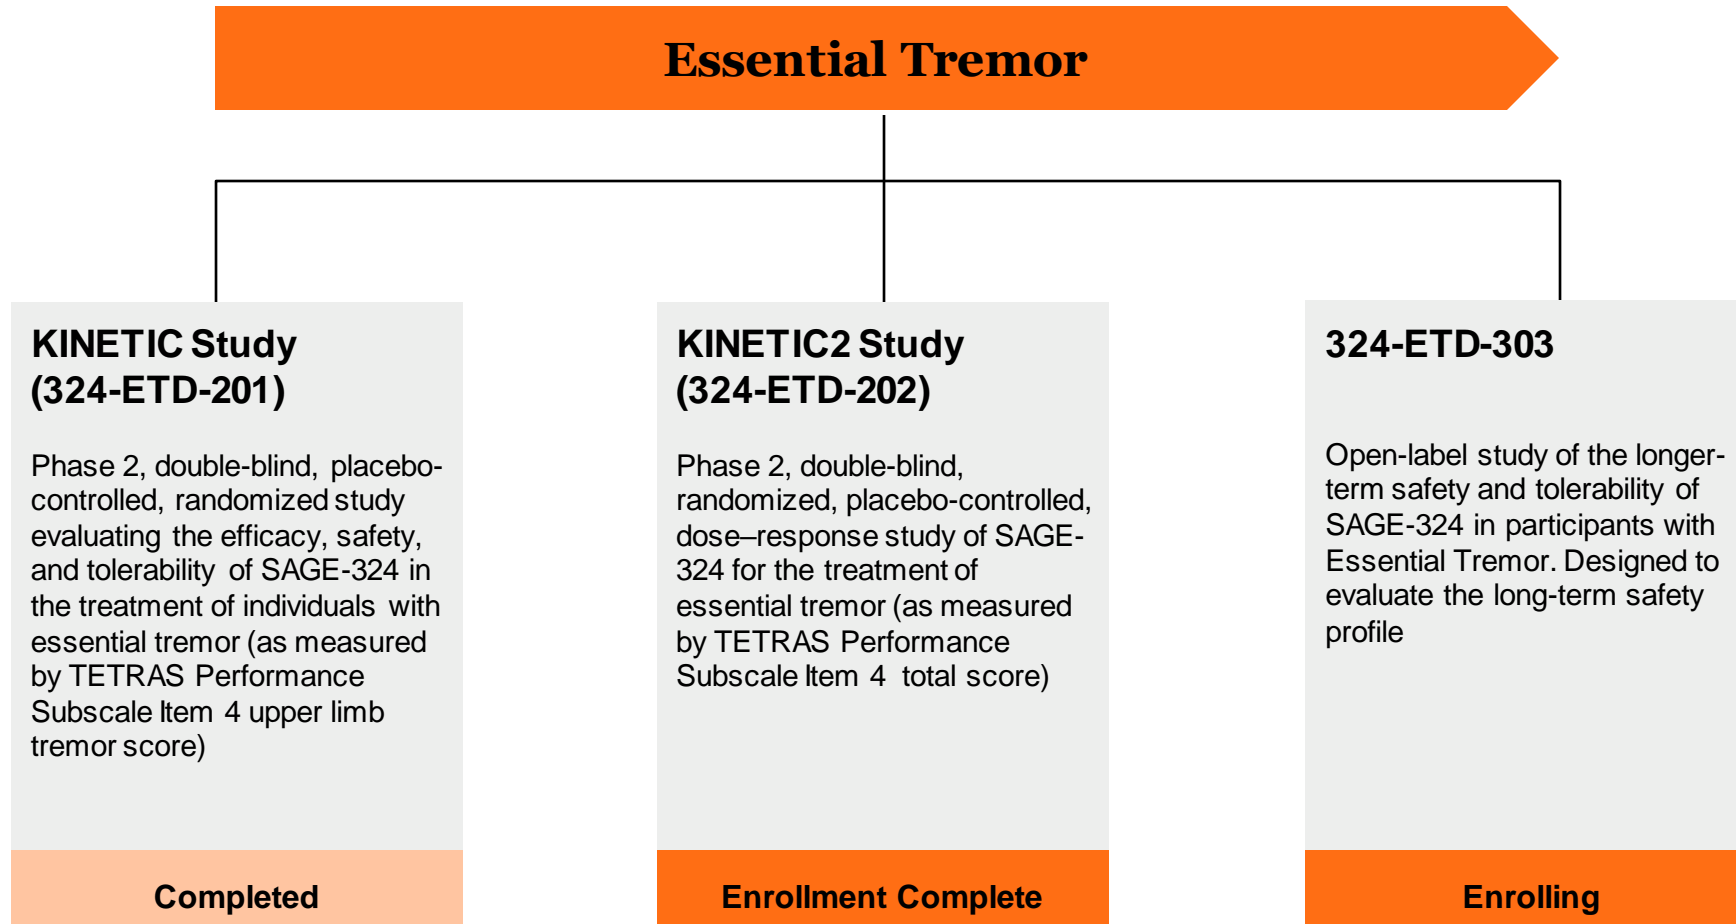 Essential Tremor
KINETIC Study
(324-ETD-201)
Phase 2, double-blind, placebo-
controlled, randomized study
evaluating the efficacy, safety,
and tolerability of SAGE-324 in
the treatment of individuals with
essential tremor (as measured
by TETRAS Performance
Subscale Item 4 upper limb
tremor score)
Completed
KINETIC2 Study
(324-ETD-202)
Phase 2, double-blind,
randomized, placebo-controlled,
dose–response study of SAGE-
324 for the treatment of
essential tremor (as measured
by TETRAS Performance
Subscale Item 4 total score)
Enrollment Complete
324-ETD-303
Open-label study of the longer-
term safety and tolerability of
SAGE-324 in participants with
Essential Tremor. Designed to
evaluate the long-term safety
profile
Enrolling